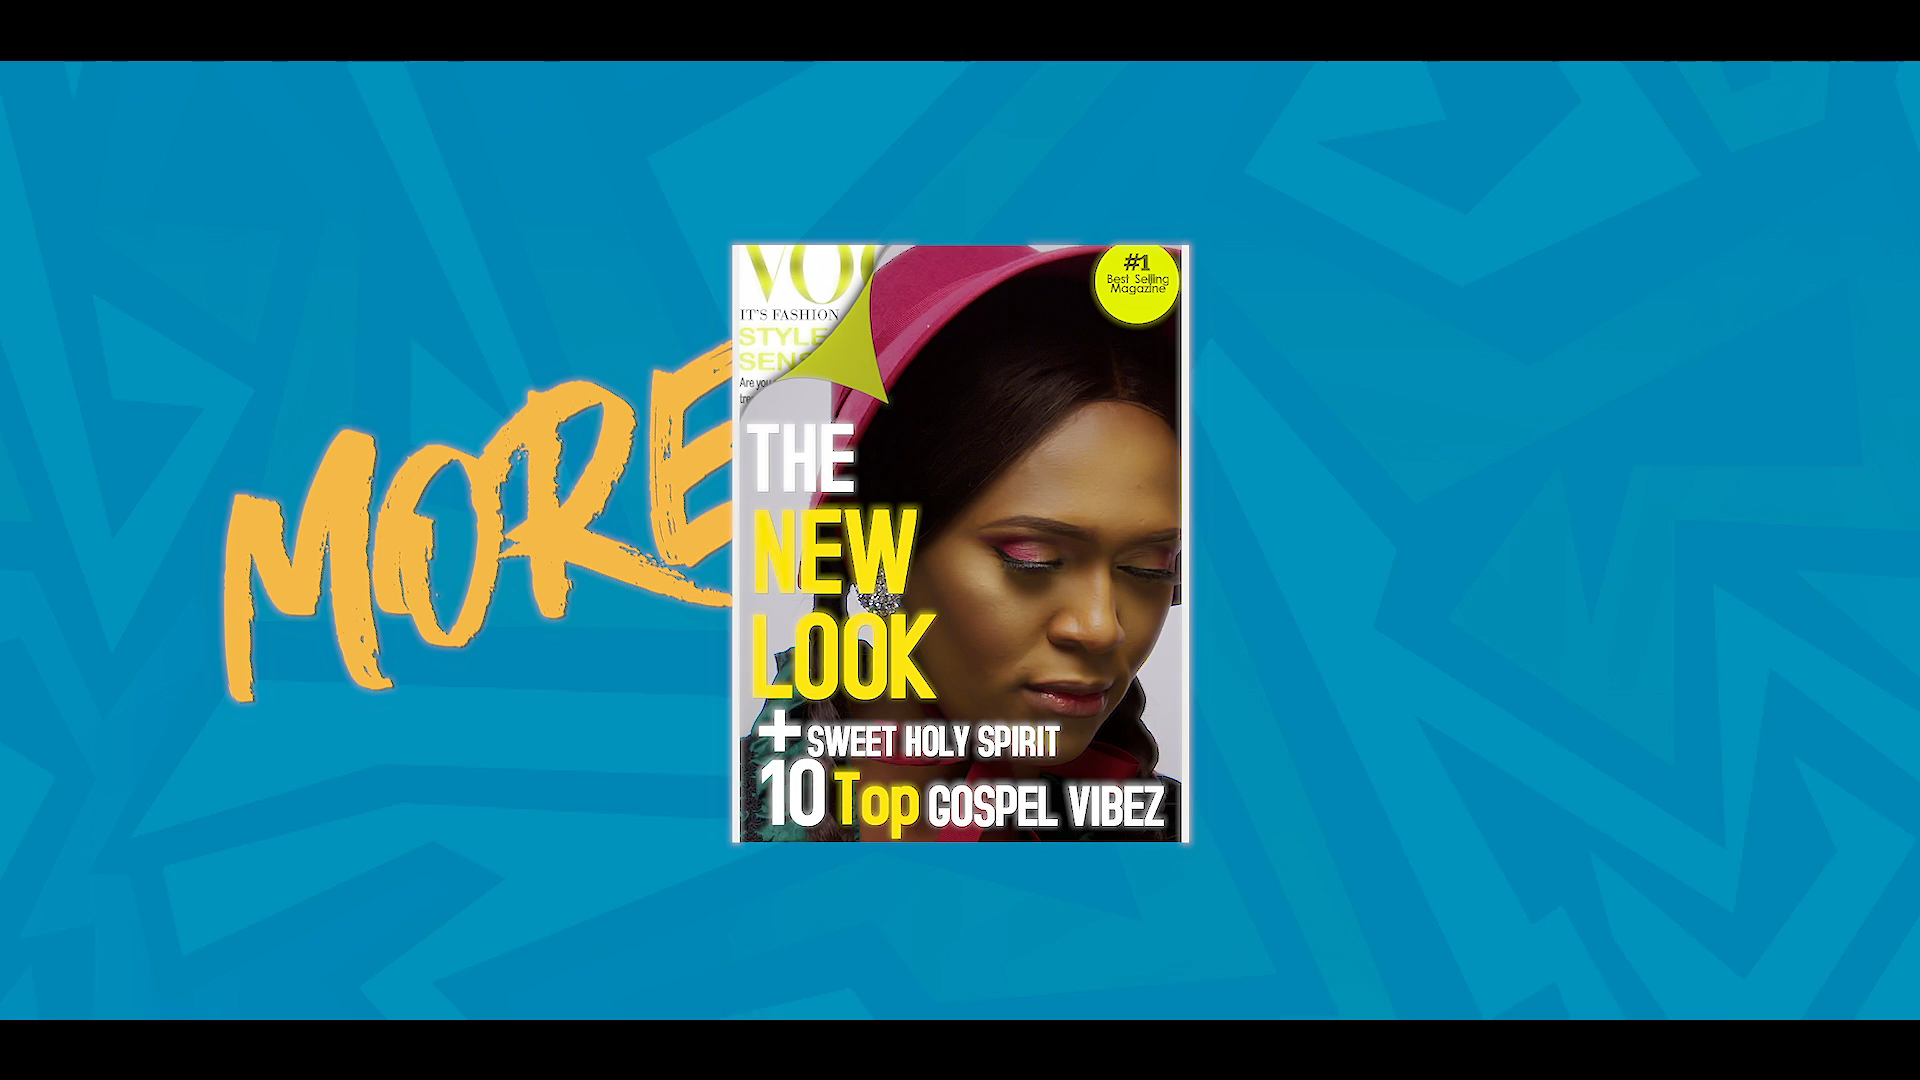 MORE
VO
IT'S FASHION
STYLE
Are you
#1
Best Selling
Magazine
THE
NEW
LOOK
+ SWEET HOLY SPIRIT
10 Top GOSPEL VIBEZ